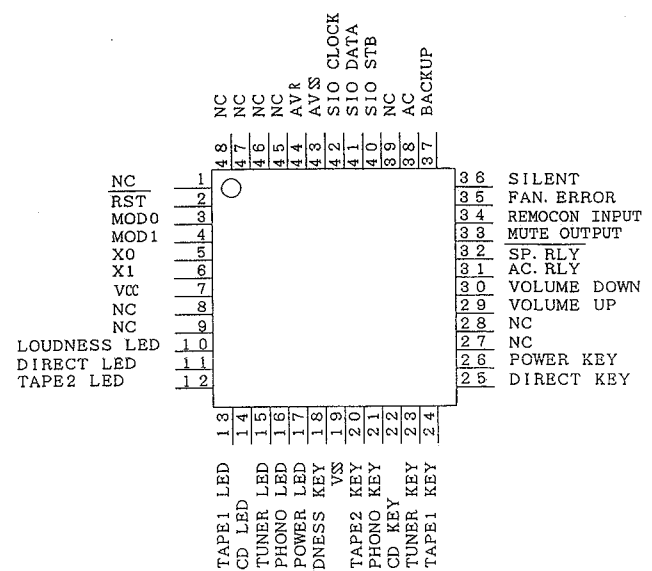 NC
NC
NC
NC
AVR
AVSS
SIO CLOCK
SIO DATA
SIO STB
NC
AC
BACKUP
48
47
46
45
44
43
42
41
40
39
38
37
NC 1
RST 2
MOD0 3
MOD1 4
X0 5
X1 6
VCC 7
NC 8
NC 9
LOUDNESS LED 10
DIRECT LED 11
TAPE2 LED 12
36 SILENT
35 FAN. ERROR
34 REMOCON INPUT
33 MUTE OUTPUT
32 SP. RLY
31 AC. RLY
30 VOLUME DOWN
29 VOLUME UP
28 NC
27 NC
26 POWER KEY
25 DIRECT KEY
13
14
15
16
17
18
19
20
21
22
23
24
TAPE1 LED
CD LED
TUNER LED
PHONO LED
POWER LED
DNESS KEY
VSS
TAPE2 KEY
PHONO KEY
CD KEY
TUNER KEY
TAPE1 KEY